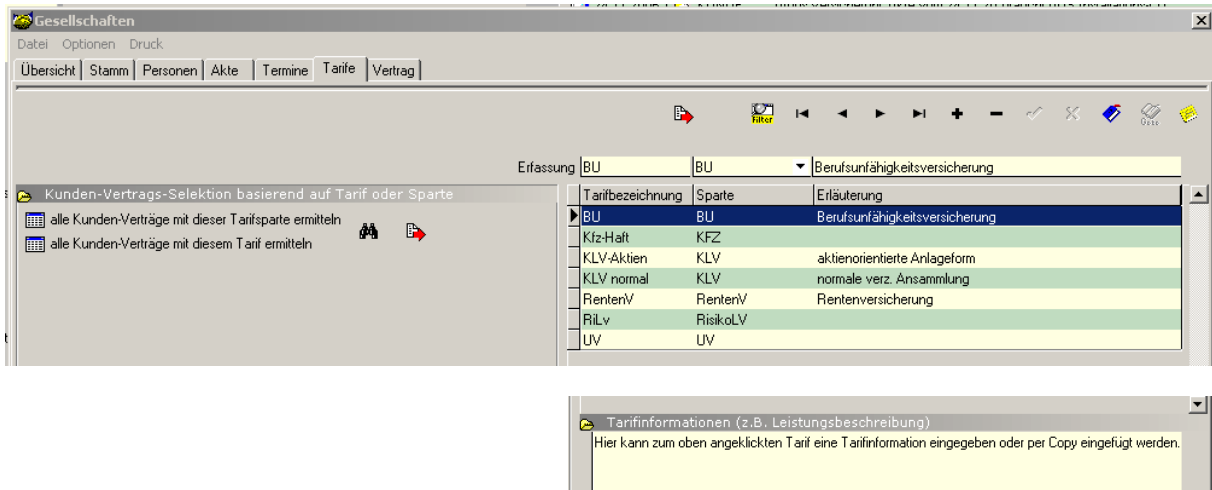 Gesellschaften
Datei Optionen Druck
Übersicht Stamm Personen Akte Termine Tarife Vertrag
Filter
Erfassung BU BU Berufsunfähigkeitsversicherung
Kunden-Vertrags-Selektion basierend auf Tarif oder Sparte
alle Kunden-Verträge mit dieser Tarifsparte ermitteln
alle Kunden-Verträge mit diesem Tarif ermitteln
Tarifbezeichnung Sparte Erläuterung
BU BU Berufsunfähigkeitsversicherung
Kfz-Haft KFZ
KLV-Aktien KLV aktienorientierte Anlageform
KLV normal KLV normale verz. Ansammlung
RentenV RentenV Rentenversicherung
RiLv RisikoLV
UV UV
Tarifinformationen (z.B. Leistungsbeschreibung)
Hier kann zum oben angeklickten Tarif eine Tarifinformation eingegeben oder per Copy eingefügt werden.